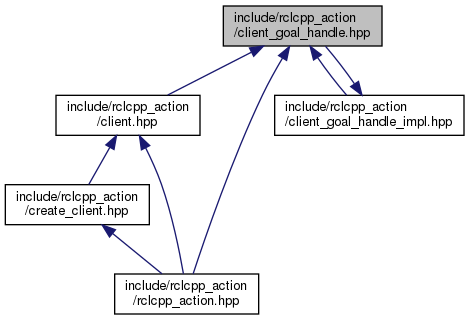 include/rclcpp_action
/client_goal_handle.hpp
include/rclcpp_action
/client.hpp
include/rclcpp_action
/client_goal_handle_impl.hpp
include/rclcpp_action
/create_client.hpp
include/rclcpp_action
/rclcpp_action.hpp